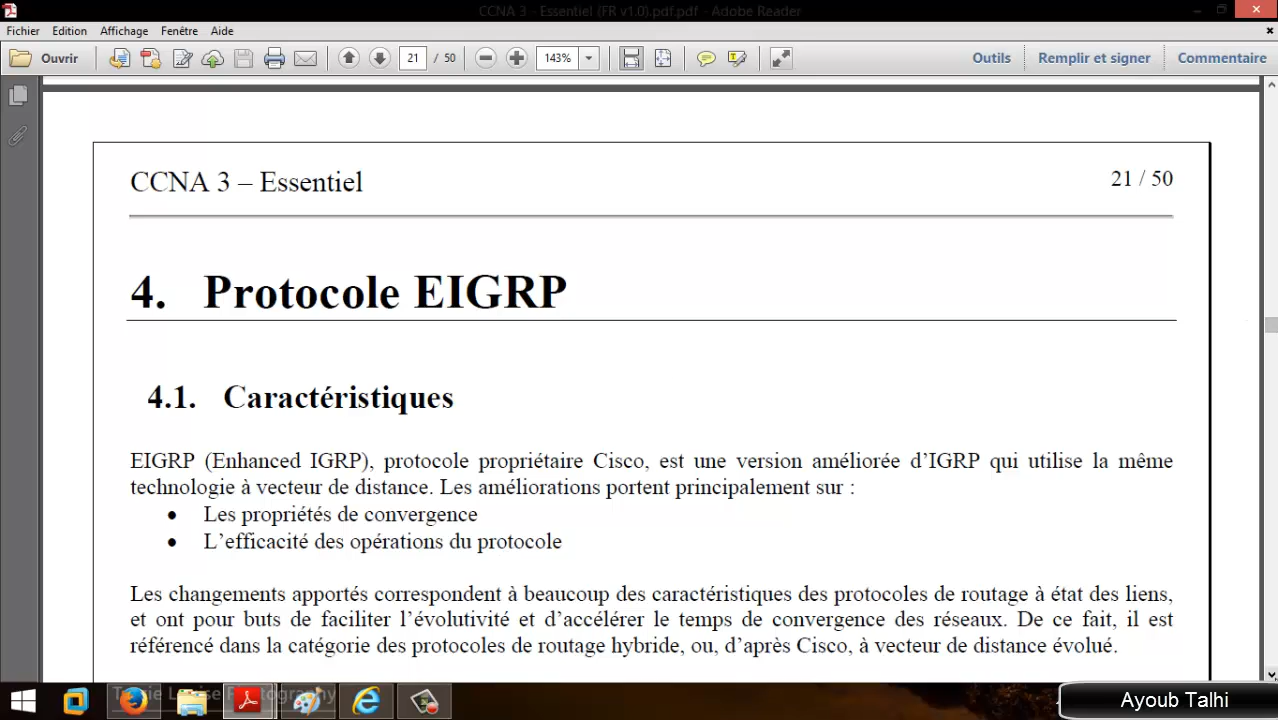 CCNA 3 - Essentiel (FR v1.0).pdf.pdf - Adobe Reader
Fichier Edition Affichage Fenêtre Aide
Ouvrir 21 / 50 143% Outils Remplir et signer Commentaire
CCNA 3 – Essentiel 21 / 50
4. Protocole EIGRP
4.1. Caractéristiques
EIGRP (Enhanced IGRP), protocole propriétaire Cisco, est une version améliorée d’IGRP qui utilise la même
technologie à vecteur de distance. Les améliorations portent principalement sur :
• Les propriétés de convergence
• L’efficacité des opérations du protocole
Les changements apportés correspondent à beaucoup des caractéristiques des protocoles de routage à état des liens,
et ont pour buts de faciliter l’évolutivité et d’accélérer le temps de convergence des réseaux. De ce fait, il est
référencé dans la catégorie des protocoles de routage hybride, ou, d’après Cisco, à vecteur de distance évolué.
Ayoub Talhi